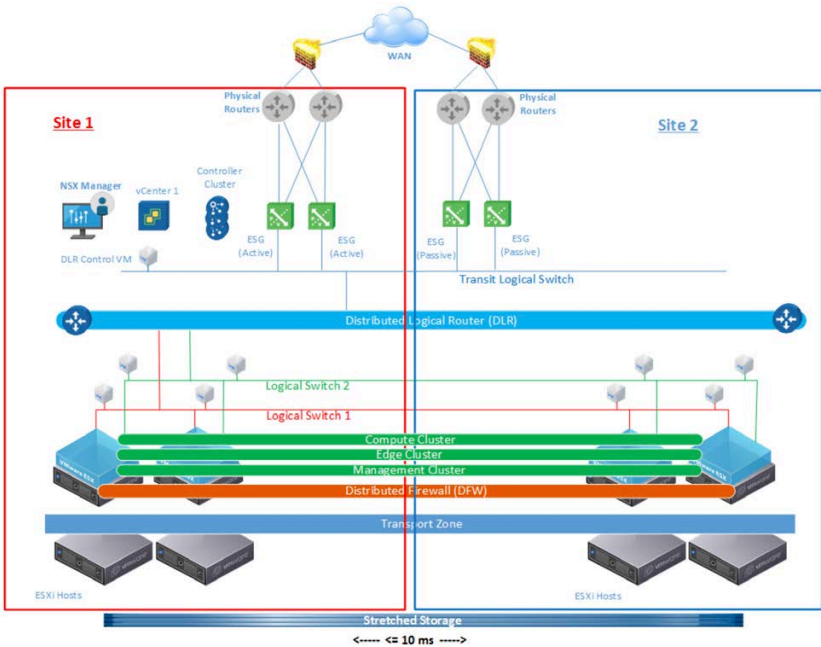 WAN
Physical
Routers
Physical
Routers
Site 1
Site 2
NSX Manager
vCenter 1
Controller
Cluster
ESG
(Active)
ESG
(Active)
ESG
(Passive)
ESG
(Passive)
DLR Control VM
Transit Logical Switch
Distributed Logical Router (DLR)
Logical Switch 2
Logical Switch 1
Compute Cluster
Edge Cluster
Management Cluster
VMware ESX
Distributed Firewall (DFW)
Transport Zone
ESXi Hosts
ESXi Hosts
Stretched Storage
<----- <= 10 ms ----->